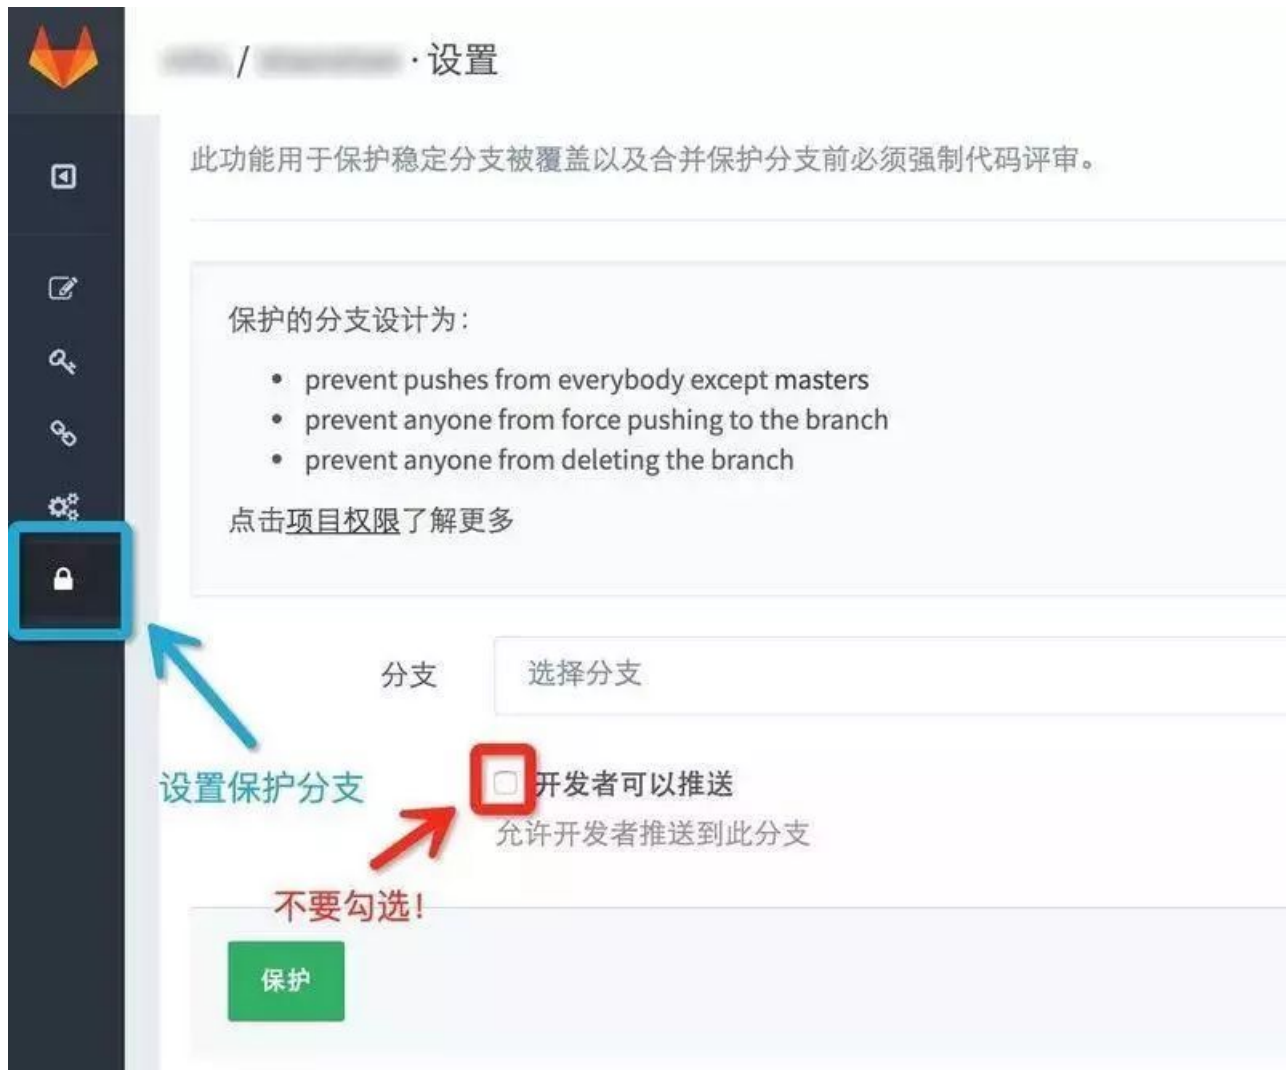 / · 设置
此功能用于保护稳定分支被覆盖以及合并保护分支前必须强制代码评审。
保护的分支设计为：
• prevent pushes from everybody except masters
• prevent anyone from force pushing to the branch
• prevent anyone from deleting the branch
点击项目权限了解更多
分支 选择分支
设置保护分支
开发者可以推送
允许开发者推送到此分支
不要勾选！
保护